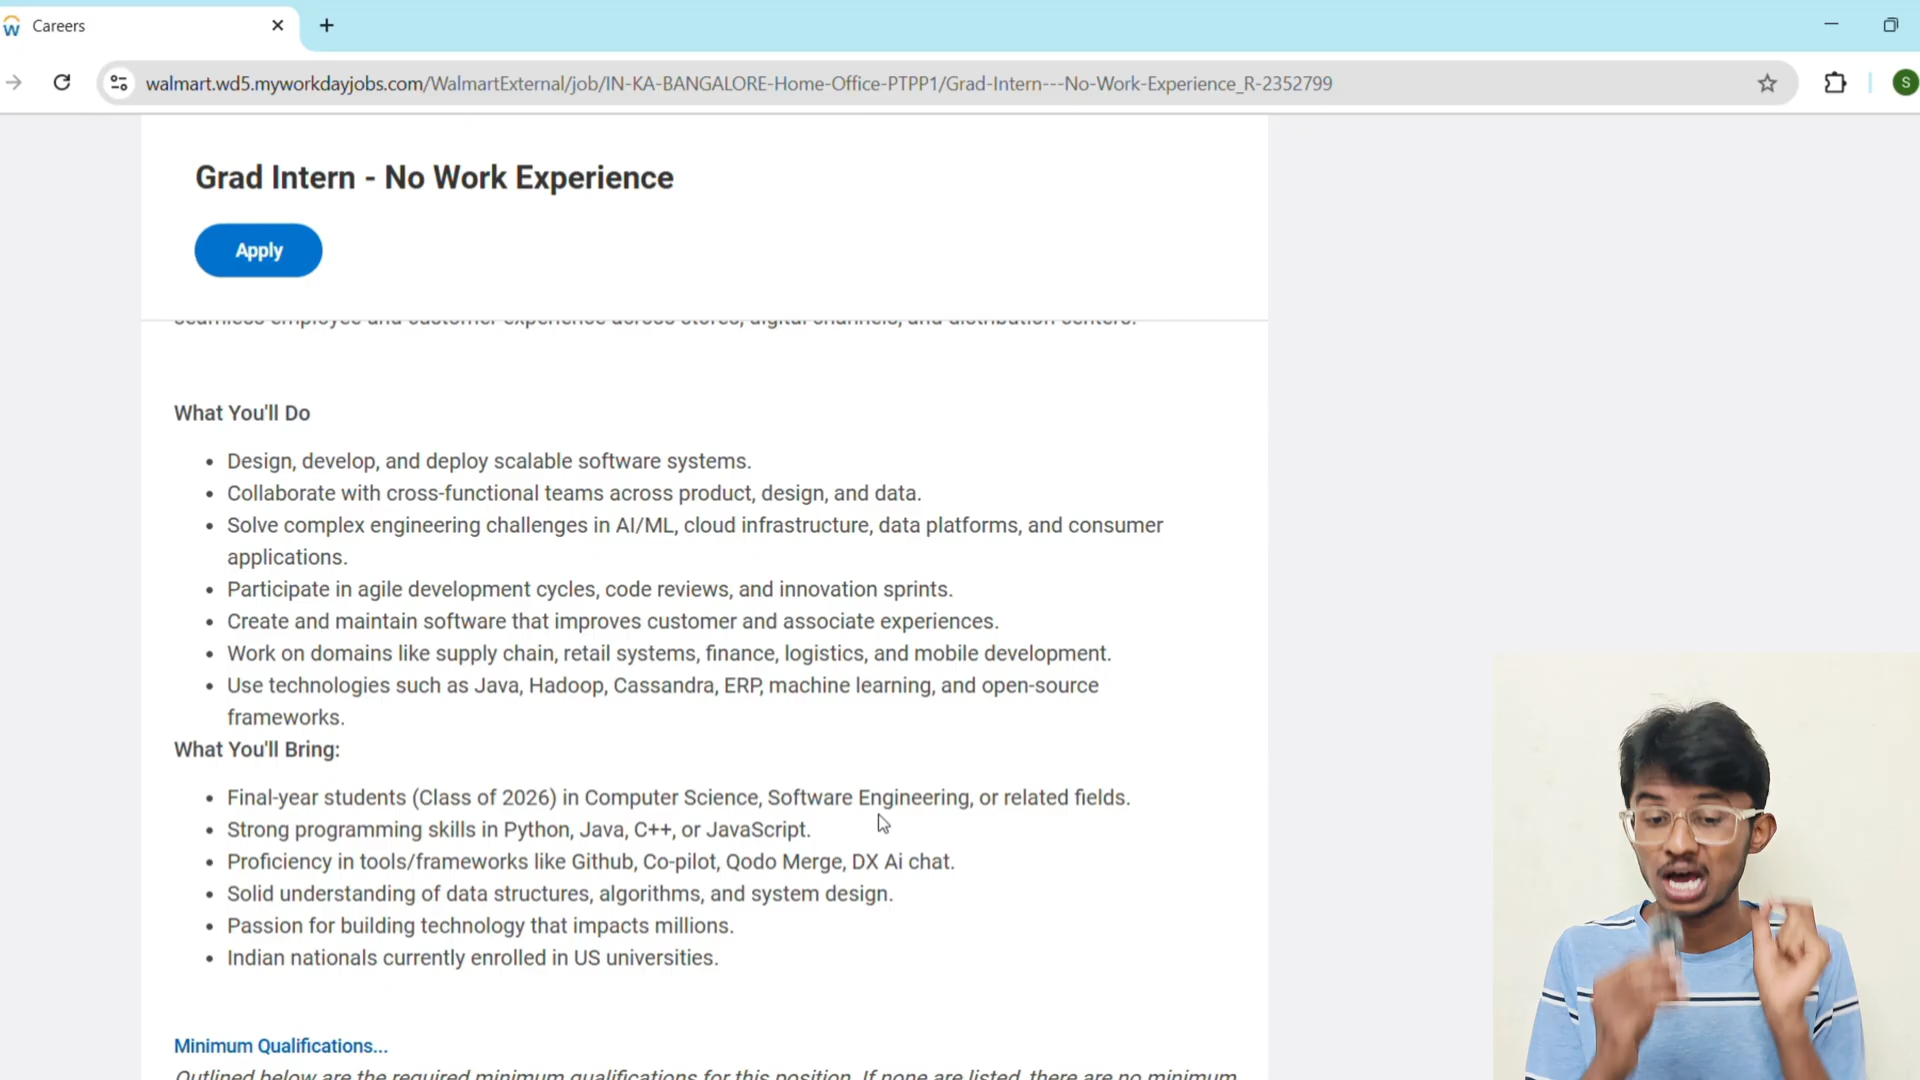 Careers
walmart.wd5.myworkdayjobs.com/WalmartExternal/job/IN-KA-BANGALORE-Home-Office-PTPP1/Grad-Intern---No-Work-Experience_R-2352799
S
Grad Intern - No Work Experience
Apply
seamless employee and customer experience across stores, digital channels, and distribution centers.
What You'll Do
• Design, develop, and deploy scalable software systems.
• Collaborate with cross-functional teams across product, design, and data.
• Solve complex engineering challenges in AI/ML, cloud infrastructure, data platforms, and consumer
applications.
• Participate in agile development cycles, code reviews, and innovation sprints.
• Create and maintain software that improves customer and associate experiences.
• Work on domains like supply chain, retail systems, finance, logistics, and mobile development.
• Use technologies such as Java, Hadoop, Cassandra, ERP, machine learning, and open-source
frameworks.
What You'll Bring:
• Final-year students (Class of 2026) in Computer Science, Software Engineering, or related fields.
• Strong programming skills in Python, Java, C++, or JavaScript.
• Proficiency in tools/frameworks like Github, Co-pilot, Qodo Merge, DX Ai chat.
• Solid understanding of data structures, algorithms, and system design.
• Passion for building technology that impacts millions.
• Indian nationals currently enrolled in US universities.
Minimum Qualifications...
Outlined below are the required minimum qualifications for this position. If none are listed, there are no minimum